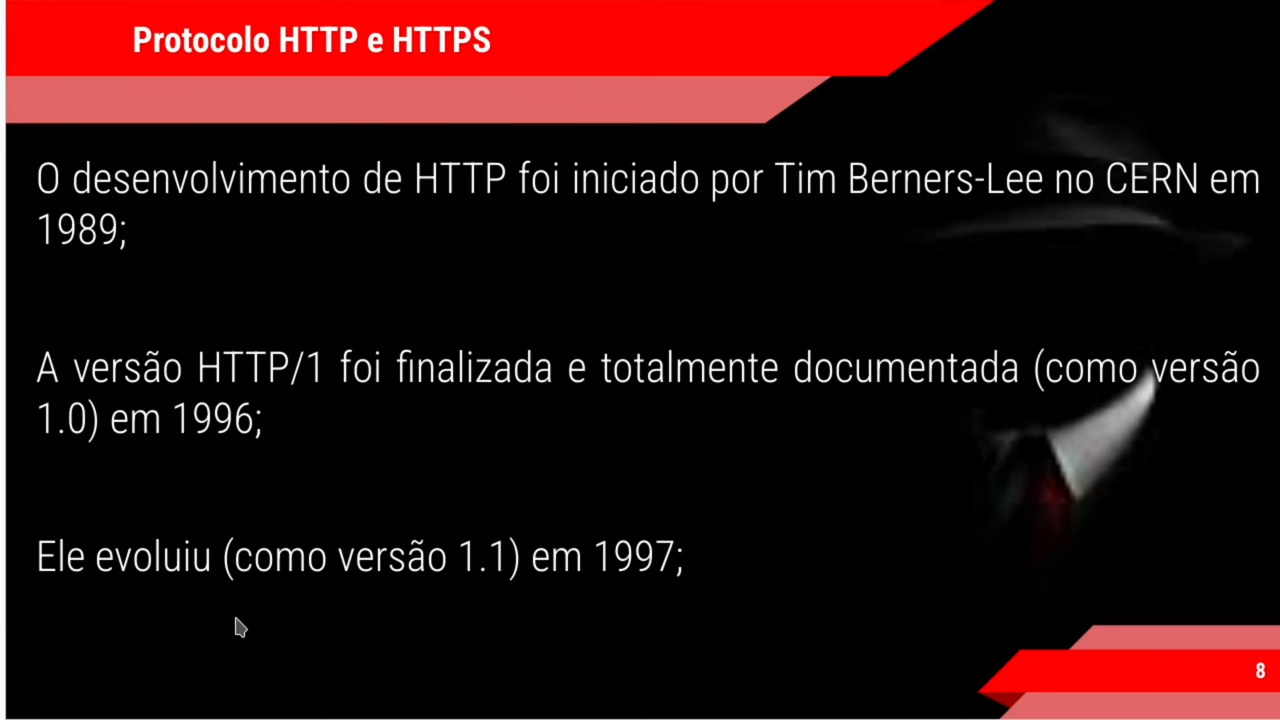 Protocolo HTTP e HTTPS
O desenvolvimento de HTTP foi iniciado por Tim Berners-Lee no CERN em
1989;
A versão HTTP/1 foi finalizada e totalmente documentada (como versão
1.0) em 1996;
Ele evoluiu (como versão 1.1) em 1997;
8